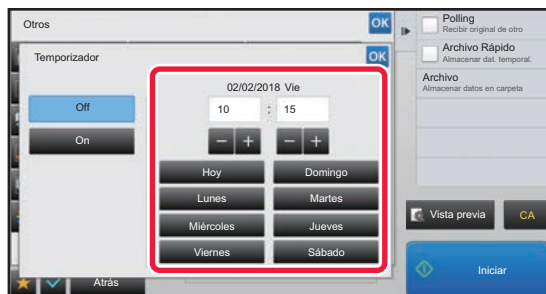 Otros
OK
Temporizador
OK
Off
On
02/02/2018 Vie
10 : 15
− + − +
Hoy
Domingo
Lunes
Martes
Miércoles
Jueves
Viernes
Sábado
Atrás
Polling
Recibir original de otro
Archivo Rápido
Almacenar dat. temporal.
Archivo
Almacenar datos en carpeta
Vista previa
CA
Iniciar